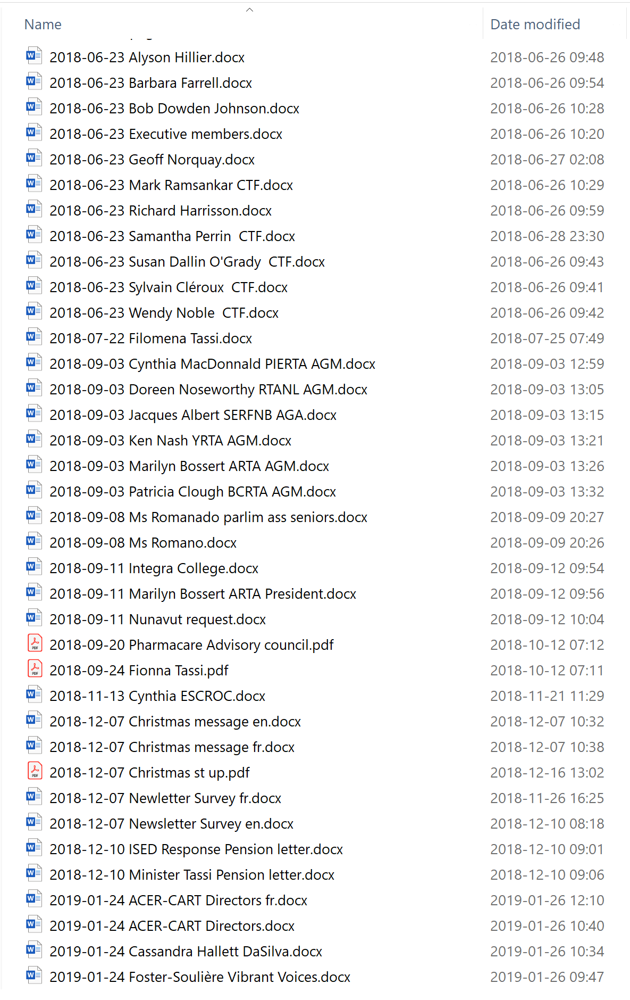 Name Date modified
2018-06-23 Alyson Hillier.docx 2018-06-26 09:48
2018-06-23 Barbara Farrell.docx 2018-06-26 09:54
2018-06-23 Bob Dowden Johnson.docx 2018-06-26 10:28
2018-06-23 Executive members.docx 2018-06-26 10:20
2018-06-23 Geoff Norquay.docx 2018-06-27 02:08
2018-06-23 Mark Ramsankar CTF.docx 2018-06-26 10:29
2018-06-23 Richard Harrisson.docx 2018-06-26 09:59
2018-06-23 Samantha Perrin  CTF.docx 2018-06-28 23:30
2018-06-23 Susan Dallin O'Grady  CTF.docx 2018-06-26 09:43
2018-06-23 Sylvain Cléroux  CTF.docx 2018-06-26 09:41
2018-06-23 Wendy Noble  CTF.docx 2018-06-26 09:42
2018-07-22 Filomena Tassi.docx 2018-07-25 07:49
2018-09-03 Cynthia MacDonnald PIERTA AGM.docx 2018-09-03 12:59
2018-09-03 Doreen Noseworthy RTANL AGM.docx 2018-09-03 13:05
2018-09-03 Jacques Albert SERFNB AGA.docx 2018-09-03 13:15
2018-09-03 Ken Nash YRTA AGM.docx 2018-09-03 13:21
2018-09-03 Marilyn Bossert ARTA AGM.docx 2018-09-03 13:26
2018-09-03 Patricia Clough BCRTA AGM.docx 2018-09-03 13:32
2018-09-08 Ms Romanado parlim ass seniors.docx 2018-09-09 20:27
2018-09-08 Ms Romano.docx 2018-09-09 20:26
2018-09-11 Integra College.docx 2018-09-12 09:54
2018-09-11 Marilyn Bossert ARTA President.docx 2018-09-12 09:56
2018-09-11 Nunavut request.docx 2018-09-12 10:04
PDF 2018-09-20 Pharmacare Advisory council.pdf 2018-10-12 07:12
PDF 2018-09-24 Fionna Tassi.pdf 2018-10-12 07:11
2018-11-13 Cynthia ESCROC.docx 2018-11-21 11:29
2018-12-07 Christmas message en.docx 2018-12-07 10:32
2018-12-07 Christmas message fr.docx 2018-12-07 10:38
PDF 2018-12-07 Christmas st up.pdf 2018-12-16 13:02
2018-12-07 Newletter Survey fr.docx 2018-11-26 16:25
2018-12-07 Newsletter Survey en.docx 2018-12-10 08:18
2018-12-10 ISED Response Pension letter.docx 2018-12-10 09:01
2018-12-10 Minister Tassi Pension letter.docx 2018-12-10 09:06
2019-01-24 ACER-CART Directors fr.docx 2019-01-26 12:10
2019-01-24 ACER-CART Directors.docx 2019-01-26 10:40
2019-01-24 Cassandra Hallett DaSilva.docx 2019-01-26 10:34
2019-01-24 Foster-Soulière Vibrant Voices.docx 2019-01-26 09:47